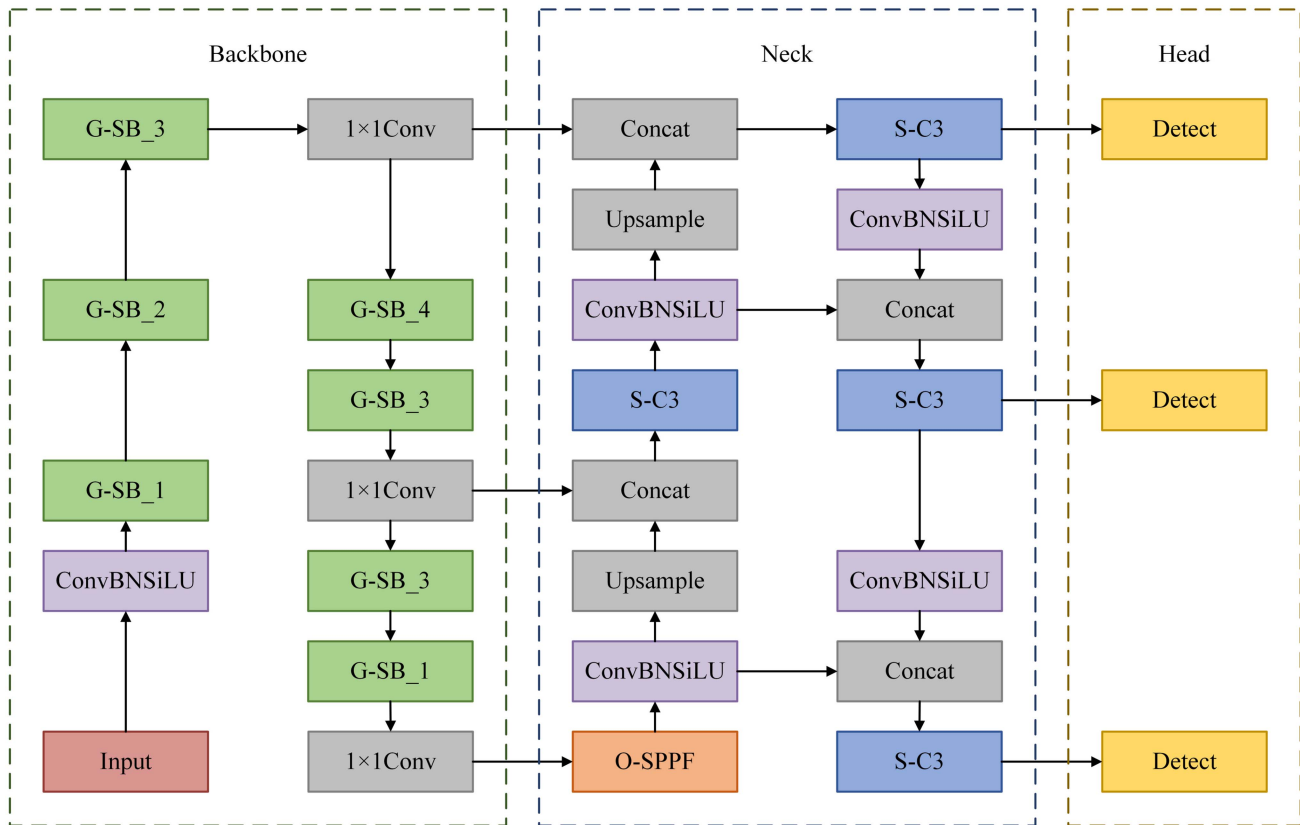 Backbone
Neck
Head
G-SB_3
1×1Conv
Concat
S-C3
Detect
Upsample
ConvBNSiLU
G-SB_2
G-SB_4
ConvBNSiLU
Concat
G-SB_3
S-C3
S-C3
Detect
G-SB_1
1×1Conv
Concat
ConvBNSiLU
G-SB_3
Upsample
ConvBNSiLU
G-SB_1
ConvBNSiLU
Concat
Input
1×1Conv
O-SPPF
S-C3
Detect